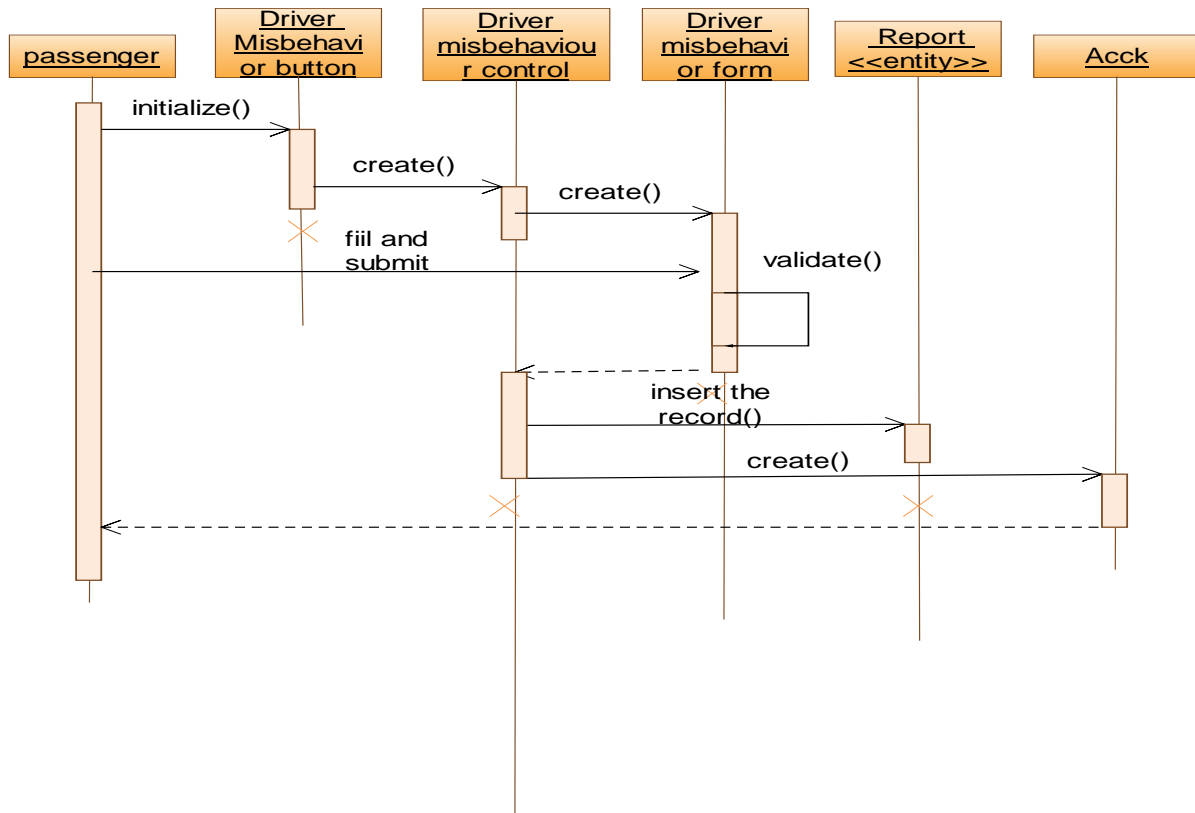 passenger
Driver
Misbehavi
or button
Driver
misbehaviou
r control
Driver
misbehavi
or form
Report
<<entity>>
Acck
initialize()
create()
create()
fiil and
submit
validate()
insert the
record()
create()